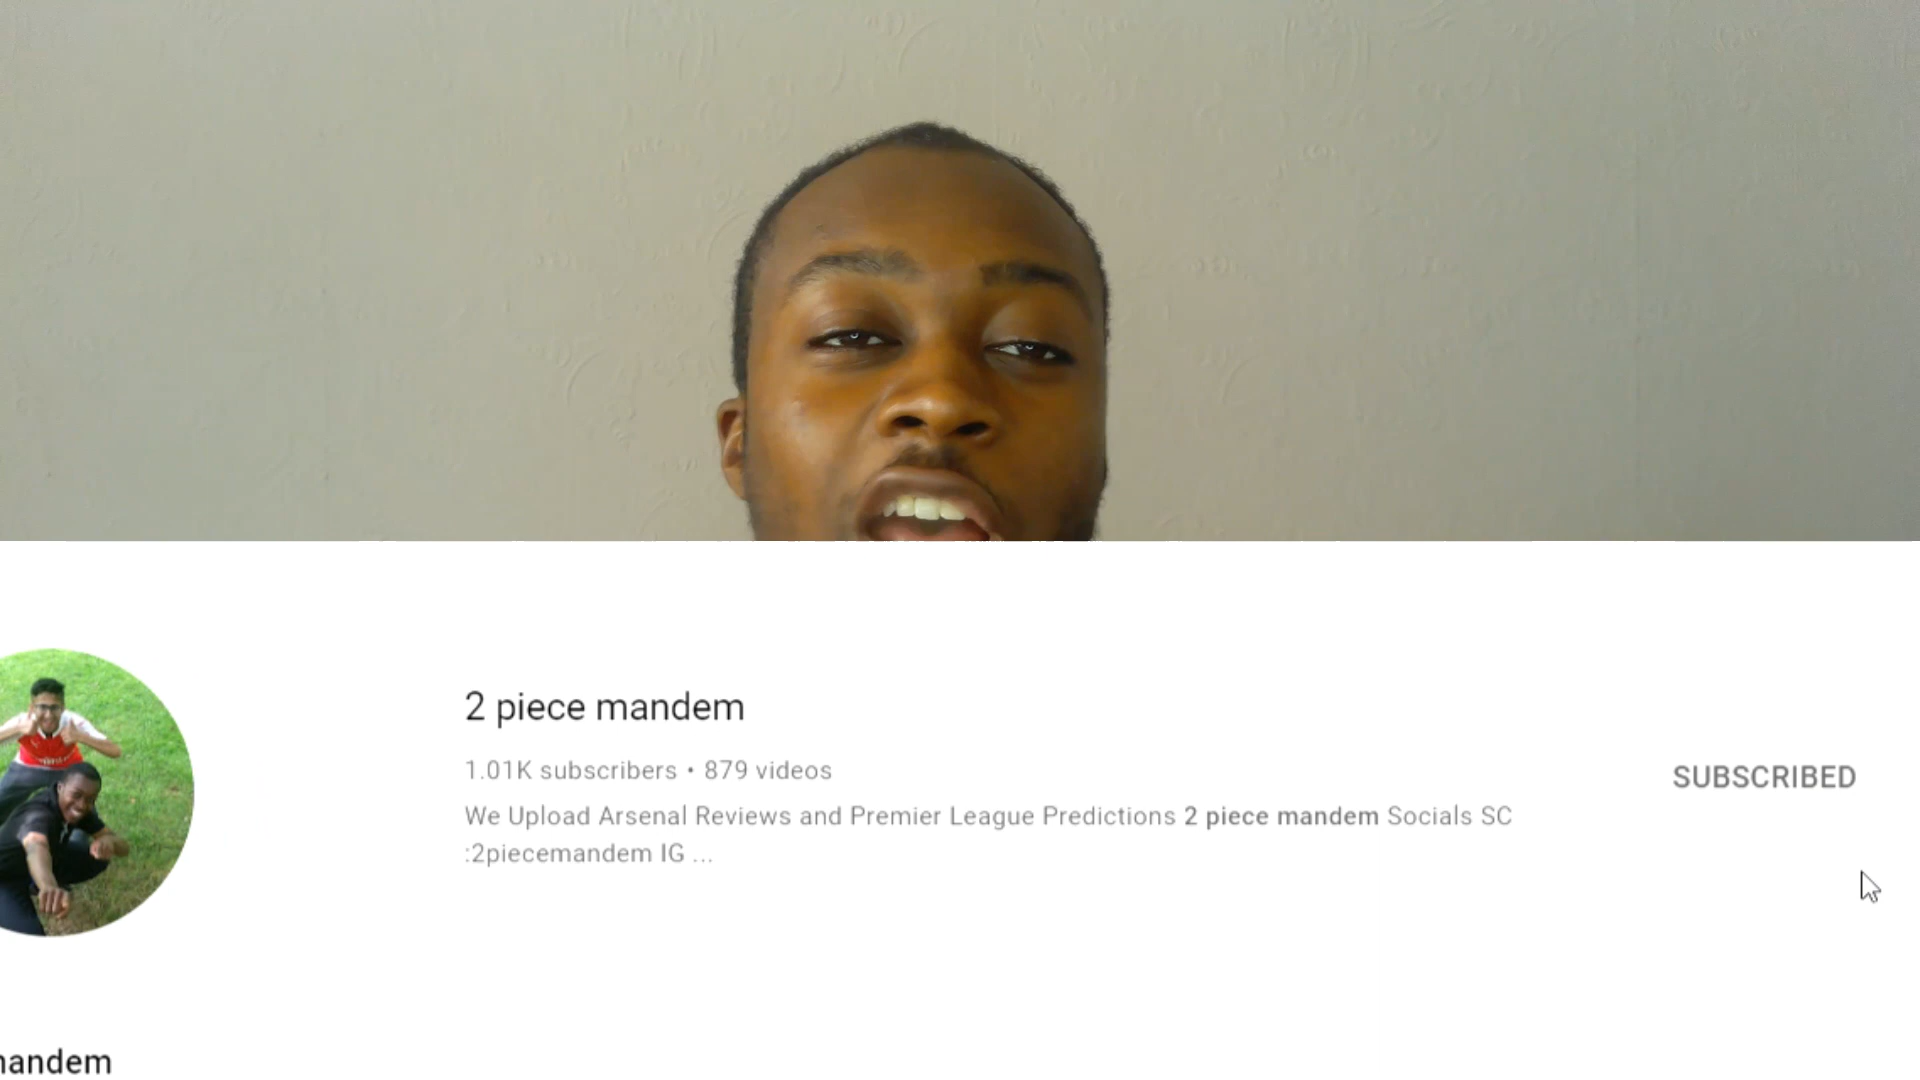 2 piece mandem
1.01K subscribers • 879 videos
SUBSCRIBED
We Upload Arsenal Reviews and Premier League Predictions 2 piece mandem Socials SC
:2piecemandem IG ...